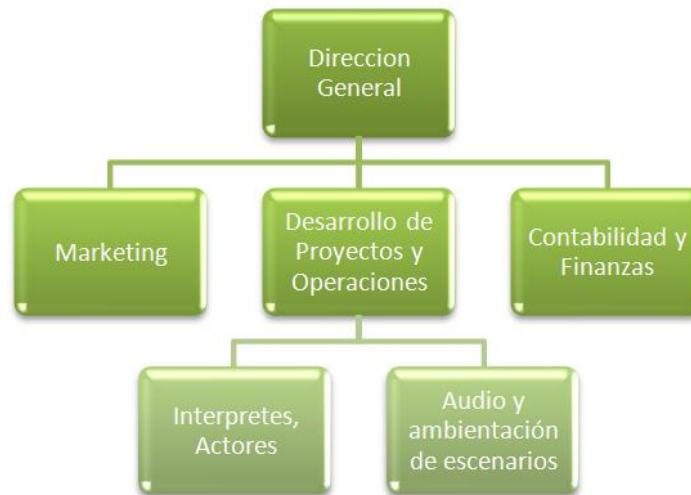 Direccion
General
Marketing
Desarrollo de
Proyectos y
Operaciones
Contabilidad y
Finanzas
Interpretes,
Actores
Audio y
ambientación
de escenarios